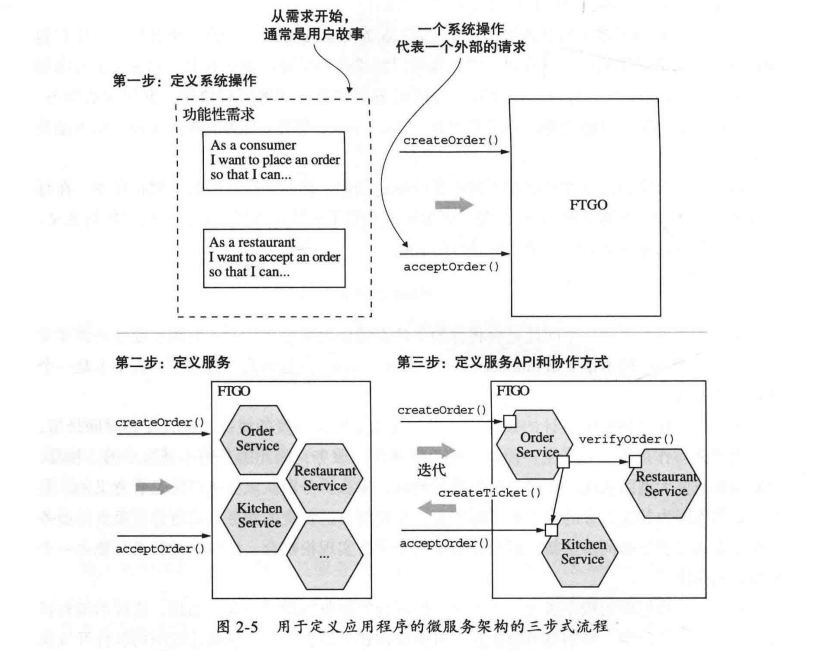 从需求开始，
通常是用户故事
一个系统操作
代表一个外部的请求
第一步：定义系统操作
功能性需求
As a consumer
I want to place an order
so that I can...
As a restaurant
I want to accept an order
so that I can...
createOrder()
acceptOrder()
FTGO
第二步：定义服务
FTGO
createOrder()
acceptOrder()
Order
Service
Restaurant
Service
Kitchen
Service
...
第三步：定义服务API和协作方式
FTGO
createOrder()
迭代
createTicket()
acceptOrder()
Order
Service
verifyOrder()
Restaurant
Service
Kitchen
Service
图 2-5 用于定义应用程序的微服务架构的三步式流程